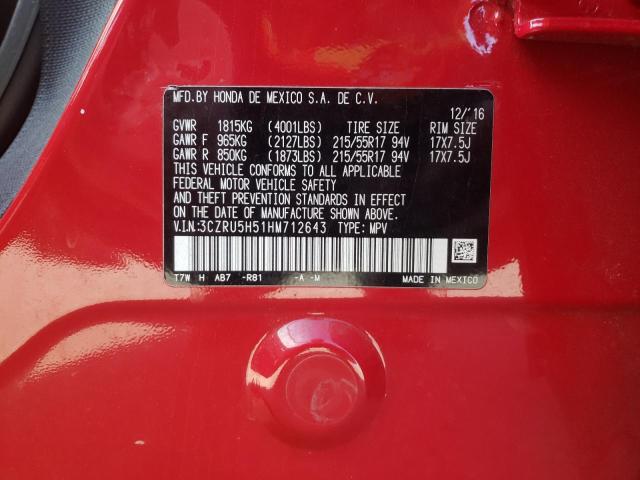 MFD.BY HONDA DE MEXICO S.A. DE C.V.
12/'16
GVWR 1815KG (4001LBS) TIRE SIZE RIM SIZE
GAWR F 965KG (2127LBS) 215/55R17 94V 17X7.5J
GAWR R 850KG (1873LBS) 215/55R17 94V 17X7.5J
THIS VEHICLE CONFORMS TO ALL APPLICABLE
FEDERAL MOTOR VEHICLE SAFETY
AND THEFT PREVENTION STANDARDS IN EFFECT
ON THE DATE OF MANUFACTURE SHOWN ABOVE.
V.I.N:3CZRU5H51HM712643 TYPE: MPV
T7W H AB7 -R81 -A -M MADE IN MEXICO